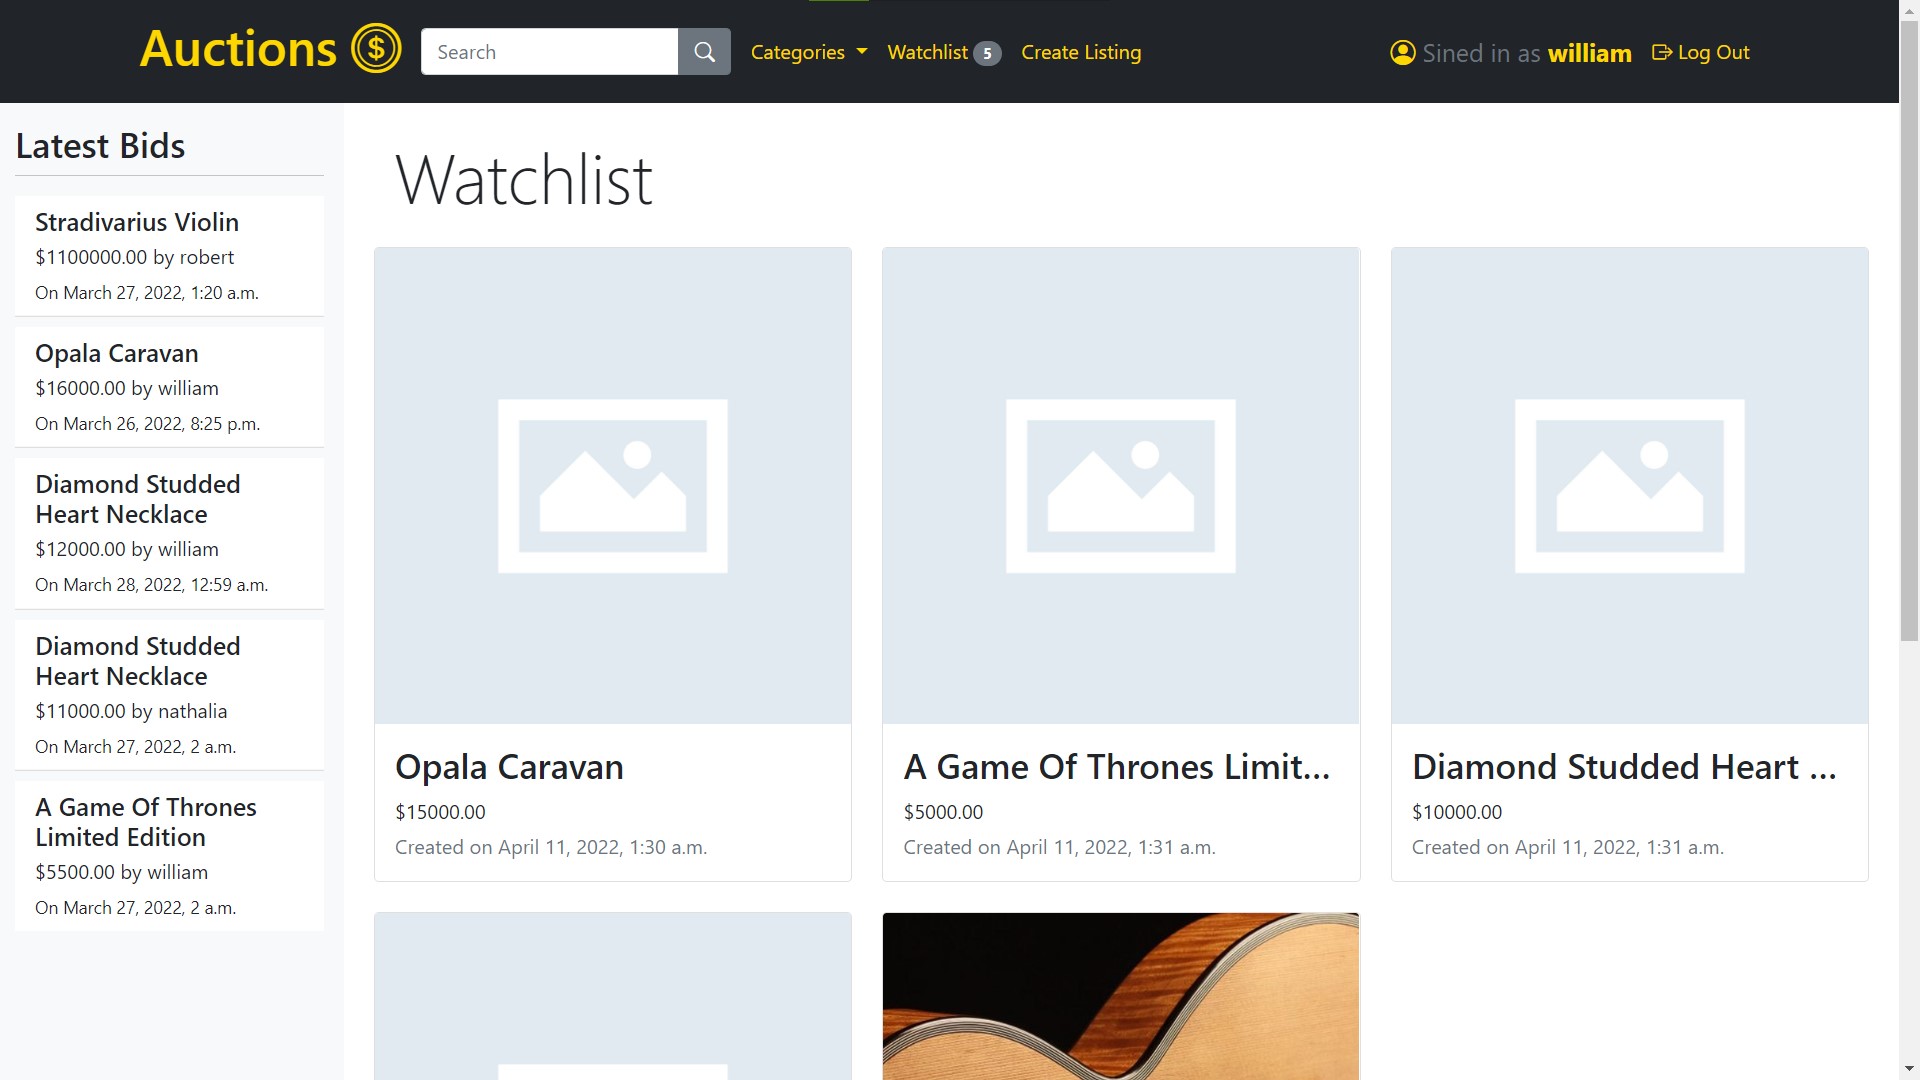 Auctions $
Search
Categories
Watchlist 5
Create Listing
Sined in as william
Log Out
Latest Bids
Stradivarius Violin
$1100000.00 by robert
On March 27, 2022, 1:20 a.m.
Opala Caravan
$16000.00 by william
On March 26, 2022, 8:25 p.m.
Diamond Studded
Heart Necklace
$12000.00 by william
On March 28, 2022, 12:59 a.m.
Diamond Studded
Heart Necklace
$11000.00 by nathalia
On March 27, 2022, 2 a.m.
A Game Of Thrones
Limited Edition
$5500.00 by william
On March 27, 2022, 2 a.m.
Watchlist
Opala Caravan
$15000.00
Created on April 11, 2022, 1:30 a.m.
A Game Of Thrones Limit...
$5000.00
Created on April 11, 2022, 1:31 a.m.
Diamond Studded Heart ...
$10000.00
Created on April 11, 2022, 1:31 a.m.